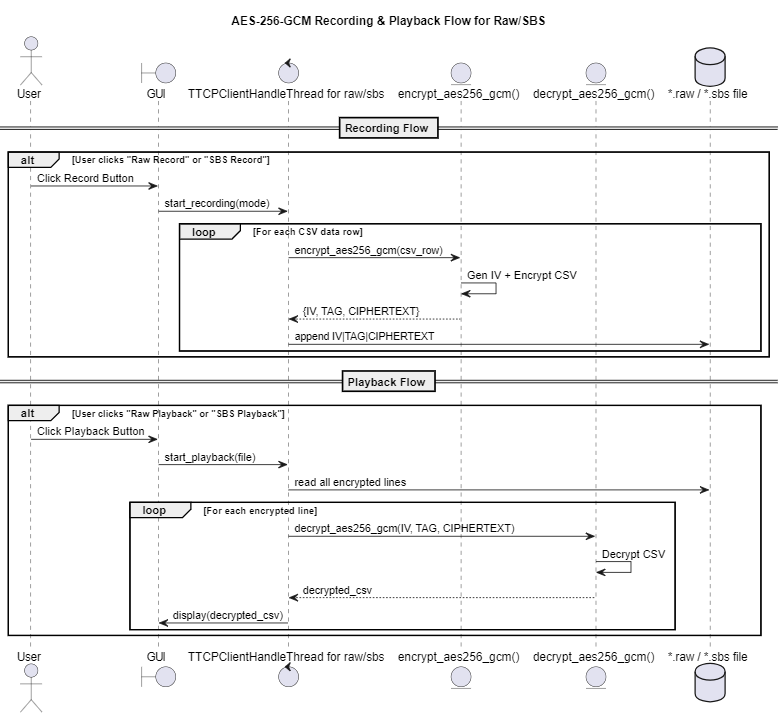 AES-256-GCM Recording & Playback Flow for Raw/SBS
User
GUI
TTCPClientHandleThread for raw/sbs
encrypt_aes256_gcm()
decrypt_aes256_gcm()
*.raw / *.sbs file
Recording Flow
alt
[User clicks "Raw Record" or "SBS Record"]
Click Record Button
start_recording(mode)
loop
[For each CSV data row]
encrypt_aes256_gcm(csv_row)
Gen IV + Encrypt CSV
{IV, TAG, CIPHERTEXT}
append IV|TAG|CIPHERTEXT
Playback Flow
alt
[User clicks "Raw Playback" or "SBS Playback"]
Click Playback Button
start_playback(file)
read all encrypted lines
loop
[For each encrypted line]
decrypt_aes256_gcm(IV, TAG, CIPHERTEXT)
Decrypt CSV
decrypted_csv
display(decrypted_csv)
User
GUI
TTCPClientHandleThread for raw/sbs
encrypt_aes256_gcm()
decrypt_aes256_gcm()
*.raw / *.sbs file